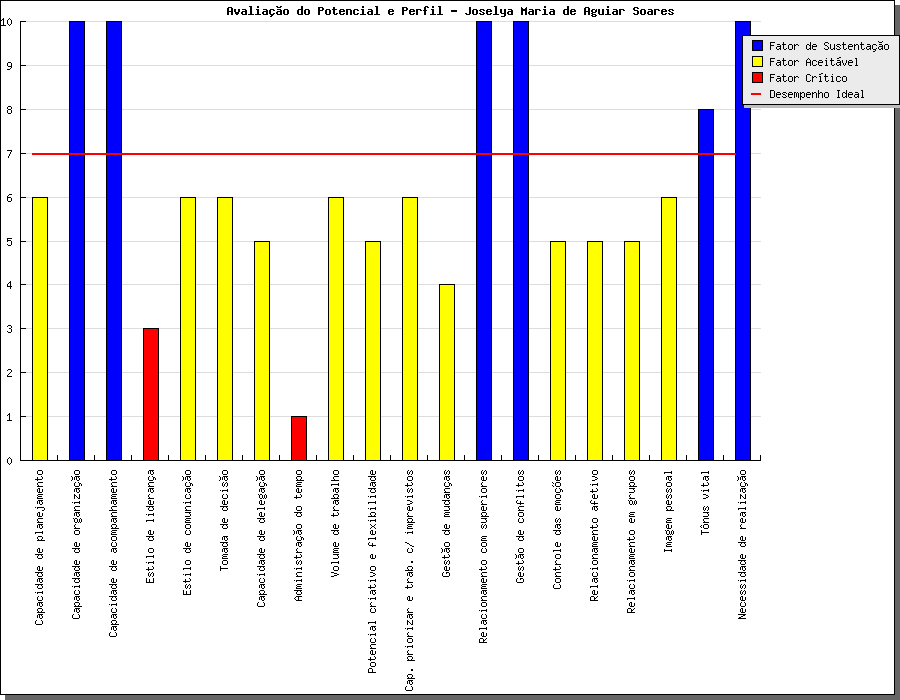 Avaliação do Potencial e Perfil - Joselya Maria de Aguiar Soares
Fator de Sustentação
Fator Aceitável
Fator Crítico
Desempenho Ideal
10
9
8
7
6
5
4
3
2
1
0
Capacidade de planejamento
Capacidade de organização
Capacidade de acompanhamento
Estilo de liderança
Estilo de comunicação
Tomada de decisão
Capacidade de delegação
Administração do tempo
Volume de trabalho
Potencial criativo e flexibilidade
Cap. priorizar e trab. c/ imprevistos
Gestão de mudanças
Relacionamento com superiores
Gestão de conflitos
Controle das emoções
Relacionamento afetivo
Relacionamento em grupos
Imagem pessoal
Tônus vital
Necessidade de realização